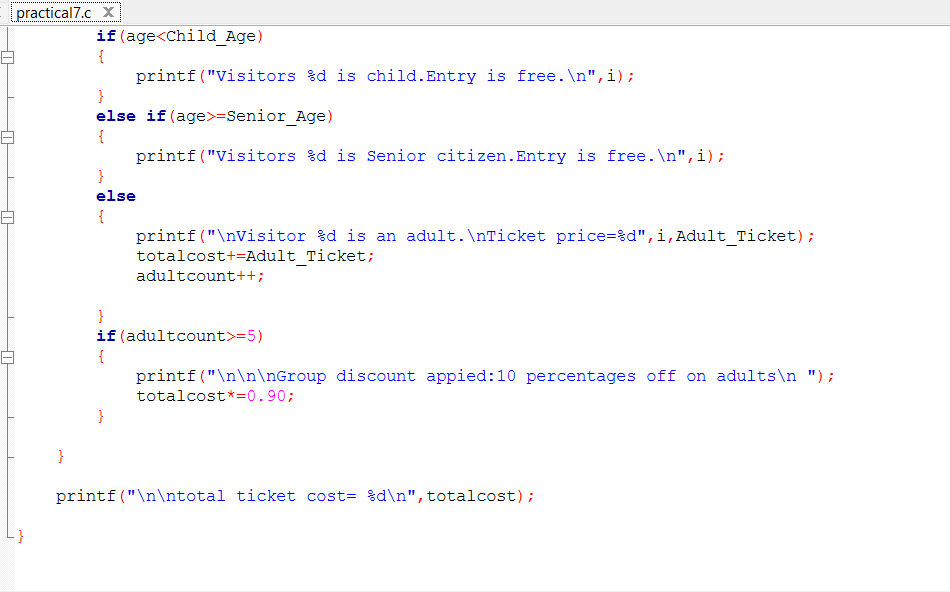 practical7.c
if(age<Child_Age)
{
printf("Visitors %d is child.Entry is free.\n",i);
}
else if(age>=Senior_Age)
{
printf("Visitors %d is Senior citizen.Entry is free.\n",i);
}
else
{
printf("\nVisitor %d is an adult.\nTicket price=%d",i,Adult_Ticket);
totalcost+=Adult_Ticket;
adultcount++;
}
if(adultcount>=5)
{
printf("\n\n\nGroup discount appied:10 percentages off on adults\n ");
totalcost*=0.90;
}
}
printf("\n\ntotal ticket cost= %d\n",totalcost);
}